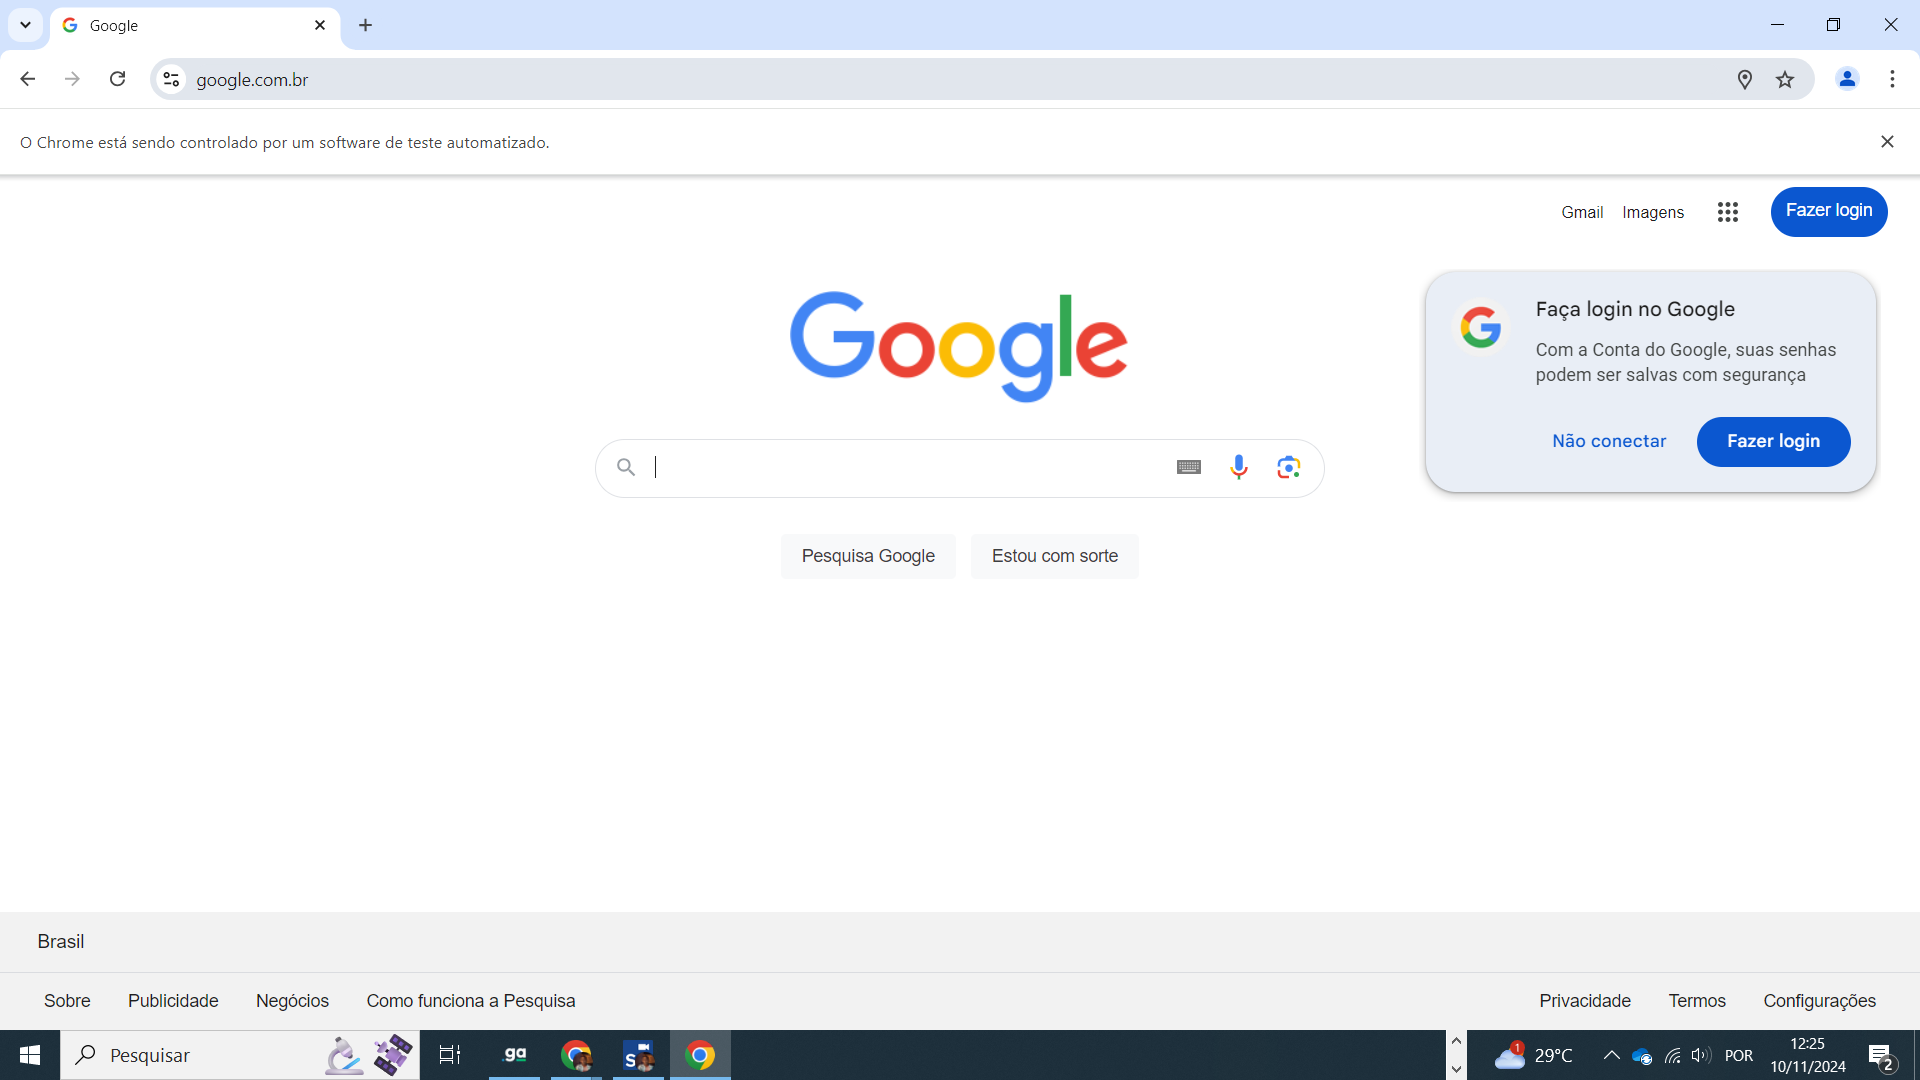 Google
google.com.br
O Chrome está sendo controlado por um software de teste automatizado.
Gmail Imagens Fazer login
Google
Faça login no Google
Com a Conta do Google, suas senhas
podem ser salvas com segurança
Não conectar Fazer login
Pesquisa Google Estou com sorte
Brasil
Sobre Publicidade Negócios Como funciona a Pesquisa Privacidade Termos Configurações
Pesquisar
.ga
S
1
29°C
POR
12:25
10/11/2024
2